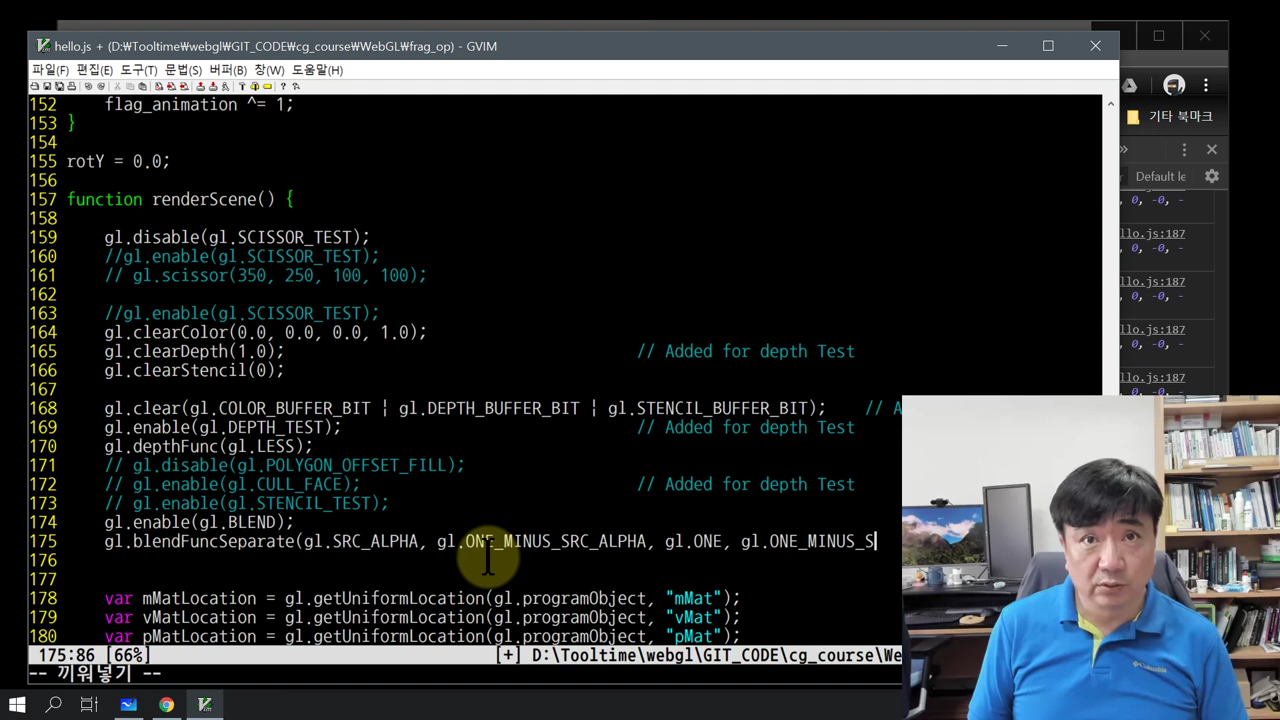 hello.js + (D:₩Tooltime₩webgl₩GIT_CODE₩cg_course₩WebGL₩frag_op) - GVIM
파일(F) 편집(E) 도구(T) 문법(S) 버퍼(B) 창(W) 도움말(H)
기타 북마크
Default le
152 flag_animation ^= 1;
153 }
154
155 rotY = 0.0;
156
157 function renderScene() {
158
159 gl.disable(gl.SCISSOR_TEST);
160 //gl.enable(gl.SCISSOR_TEST);
161 // gl.scissor(350, 250, 100, 100);
162
163 //gl.enable(gl.SCISSOR_TEST);
164 gl.clearColor(0.0, 0.0, 0.0, 1.0);
165 gl.clearDepth(1.0); // Added for depth Test
166 gl.clearStencil(0);
167
168 gl.clear(gl.COLOR_BUFFER_BIT | gl.DEPTH_BUFFER_BIT | gl.STENCIL_BUFFER_BIT); // A
169 gl.enable(gl.DEPTH_TEST); // Added for depth Test
170 gl.depthFunc(gl.LESS);
171 // gl.disable(gl.POLYGON_OFFSET_FILL);
172 // gl.enable(gl.CULL_FACE); // Added for depth Test
173 // gl.enable(gl.STENCIL_TEST);
174 gl.enable(gl.BLEND);
175 gl.blendFuncSeparate(gl.SRC_ALPHA, gl.ONE_MINUS_SRC_ALPHA, gl.ONE, gl.ONE_MINUS_S
176
177
178 var mMatLocation = gl.getUniformLocation(gl.programObject, "mMat");
179 var vMatLocation = gl.getUniformLocation(gl.programObject, "vMat");
180 var pMatLocation = gl.getUniformLocation(gl.programObject, "pMat");
175:86 [66%] [+] D:\Tooltime\webgl\GIT_CODE\cg_course\We
-- 끼워넣기 --
, 0, -0, -
llo.js:187
, 0, -0, -
llo.js:187
, 0, -0, -
llo.js:187
, 0, -0, -
llo.js:187